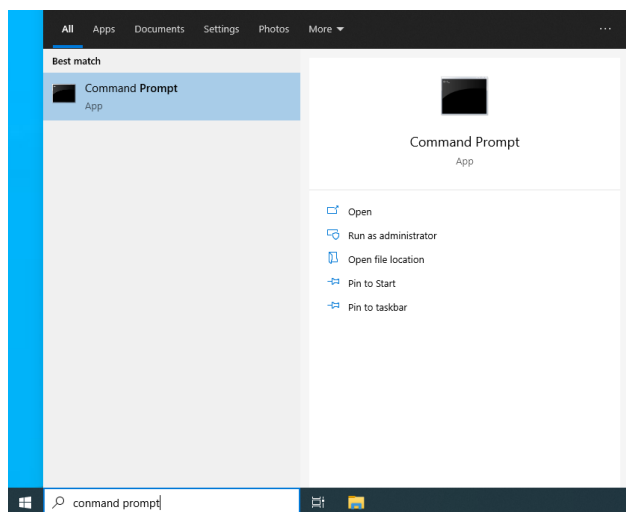 All Apps Documents Settings Photos More
Best match
Command Prompt
App
Command Prompt
App
Open
Run as administrator
Open file location
Pin to Start
Pin to taskbar
conmand prompt